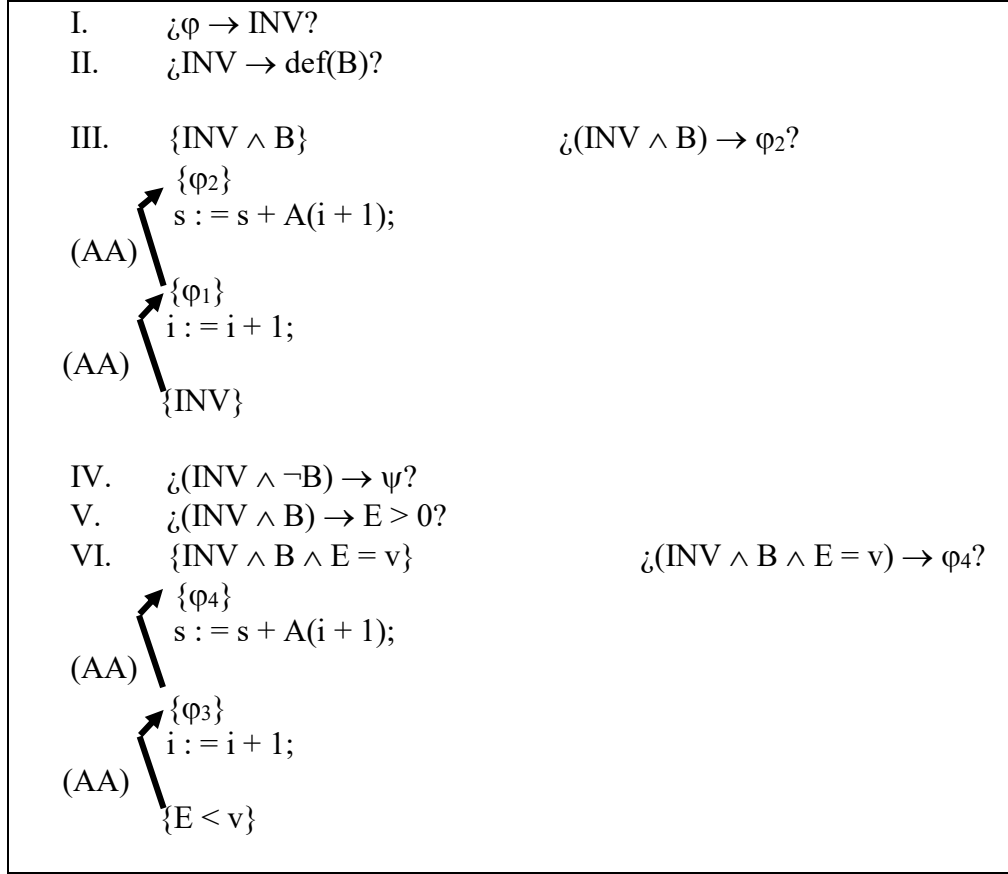 I. ¿φ → INV?
II. ¿INV → def(B)?
III. {INV ∧ B} ¿(INV ∧ B) → φ₂?
{φ₂}
s : = s + A(i + 1);
(AA)
{φ₁}
i : = i + 1;
(AA)
{INV}
IV. ¿(INV ∧ ¬B) → ψ?
V. ¿(INV ∧ B) → E > 0?
VI. {INV ∧ B ∧ E = v} ¿(INV ∧ B ∧ E = v) → φ₄?
{φ₄}
s : = s + A(i + 1);
(AA)
{φ₃}
i : = i + 1;
(AA)
{E < v}